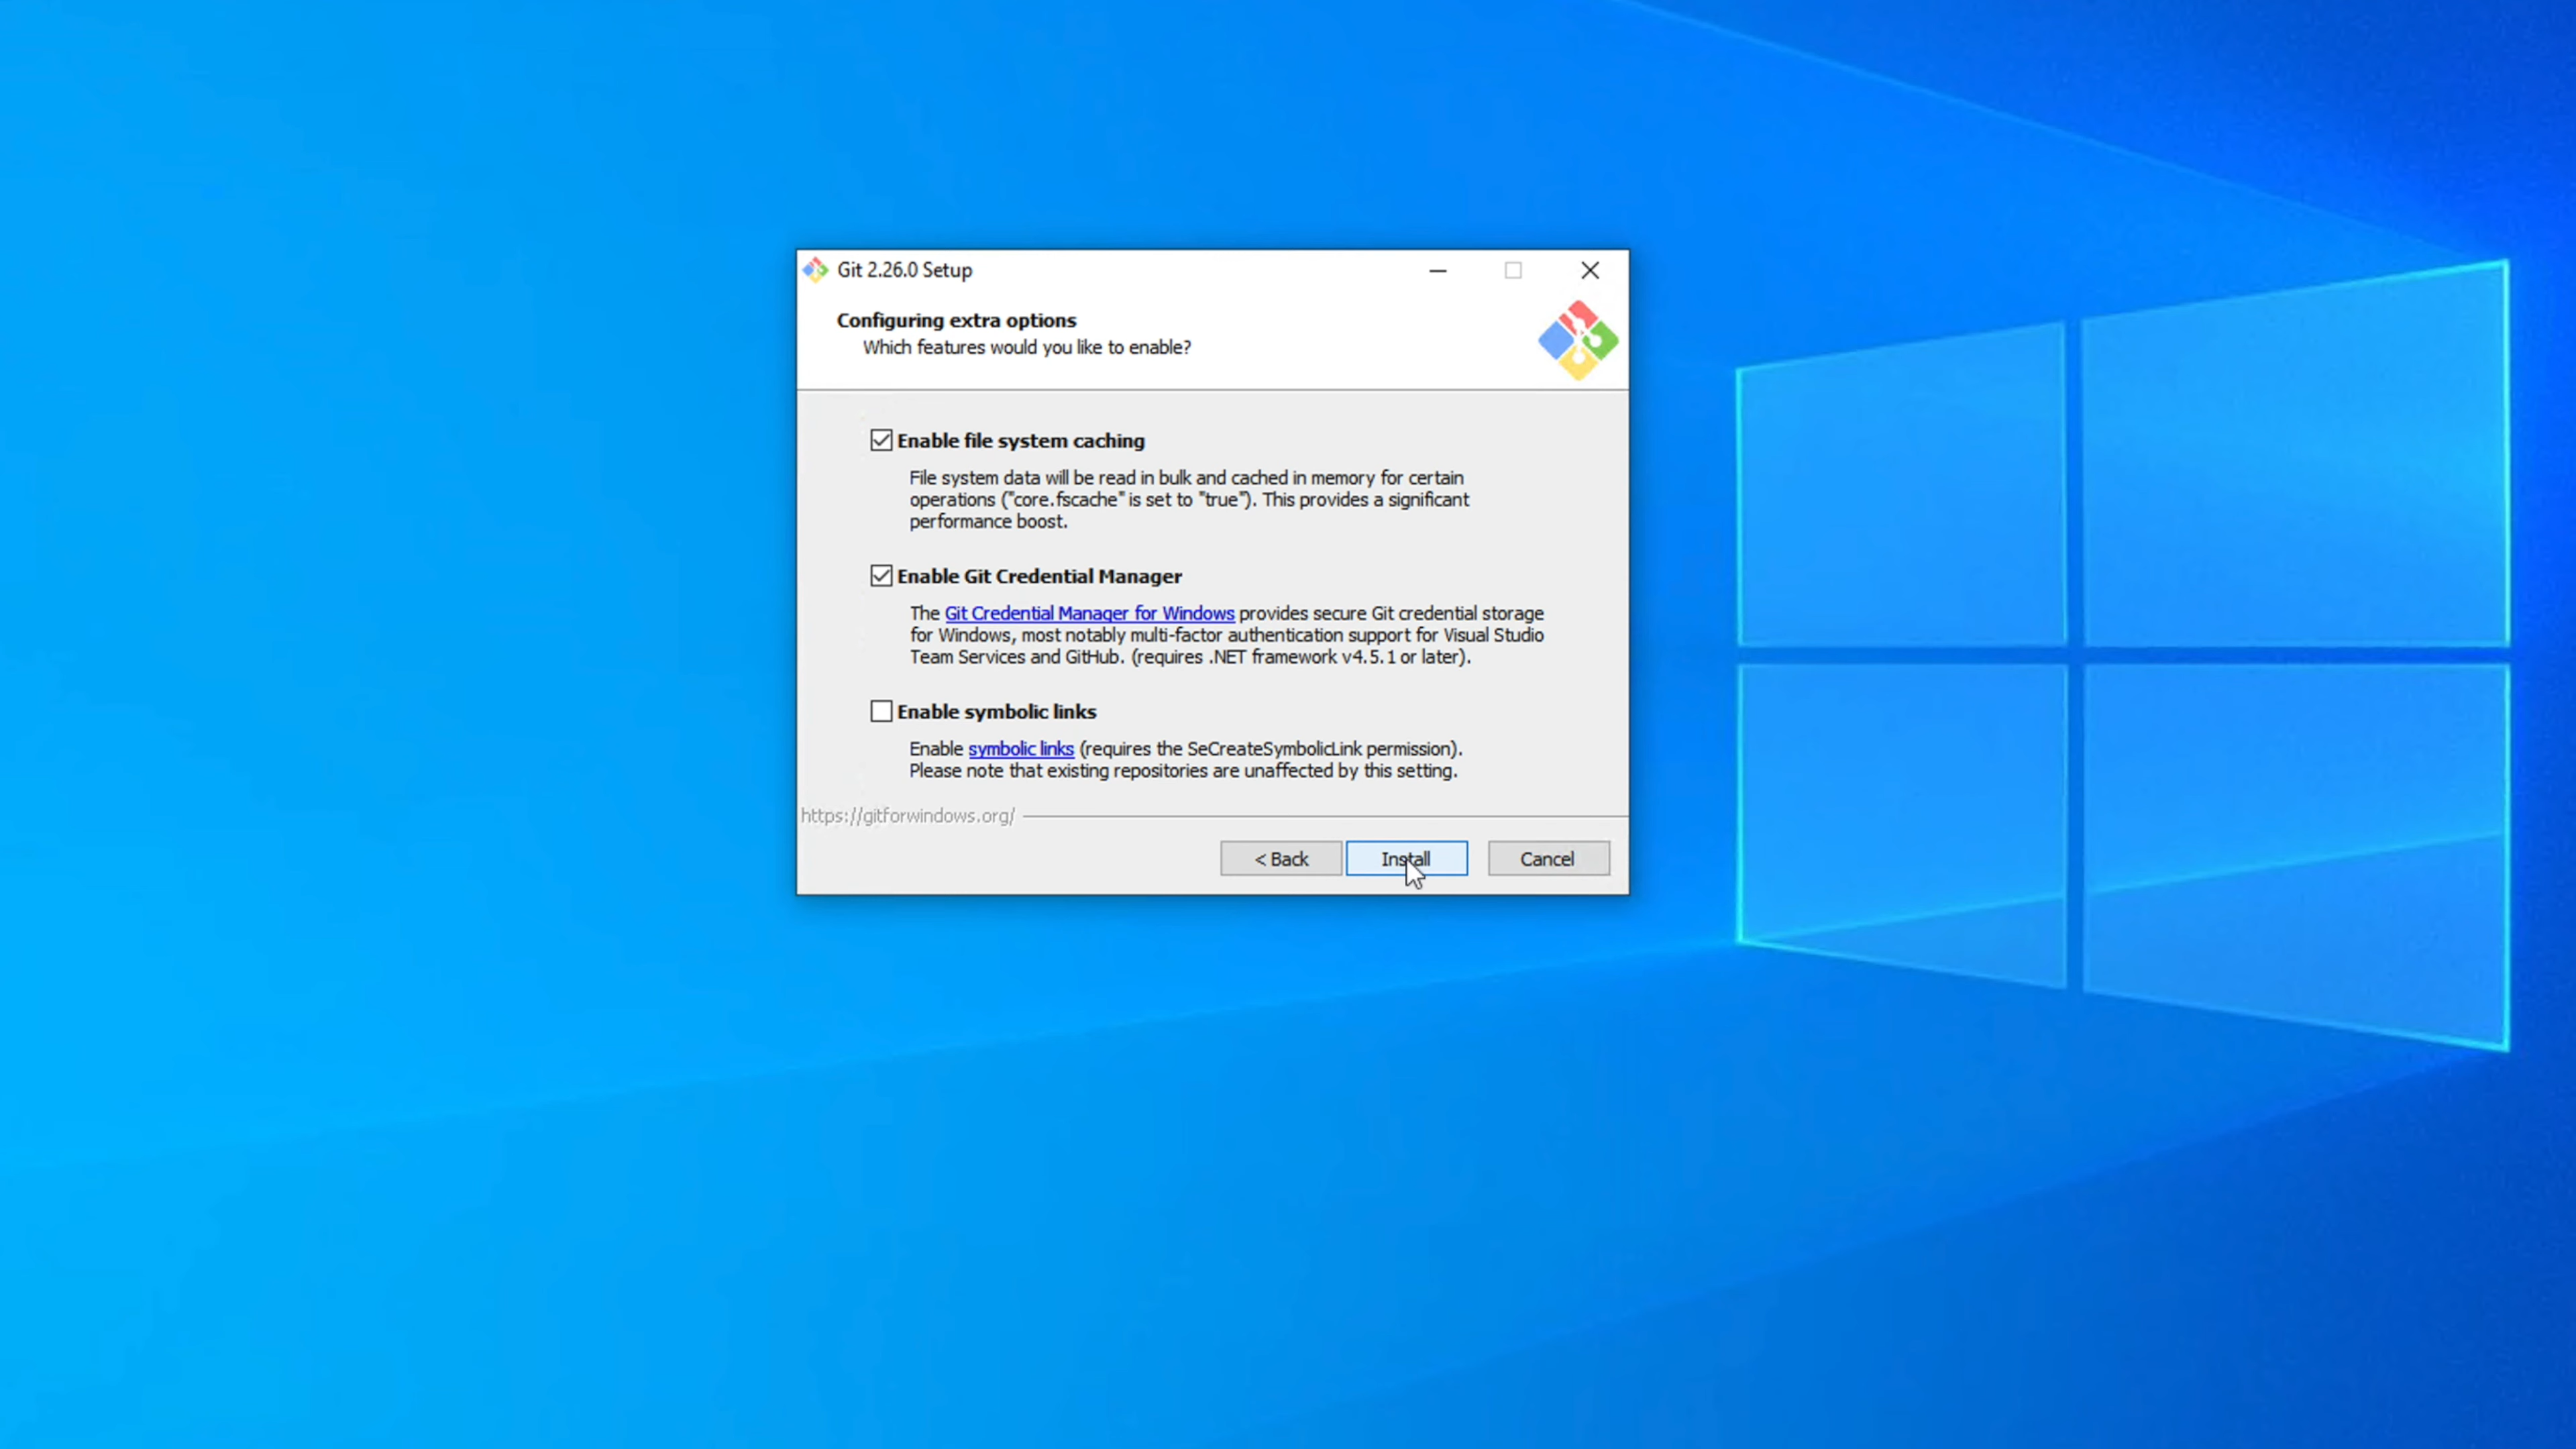 Git 2.26.0 Setup
Configuring extra options
Which features would you like to enable?
Enable file system caching
File system data will be read in bulk and cached in memory for certain
operations ("core.fscache" is set to "true"). This provides a significant
performance boost.
Enable Git Credential Manager
The Git Credential Manager for Windows provides secure Git credential storage
for Windows, most notably multi-factor authentication support for Visual Studio
Team Services and GitHub. (requires .NET framework v4.5.1 or later).
Enable symbolic links
Enable symbolic links (requires the SeCreateSymbolicLink permission).
Please note that existing repositories are unaffected by this setting.
https://gitforwindows.org/
< Back Install Cancel